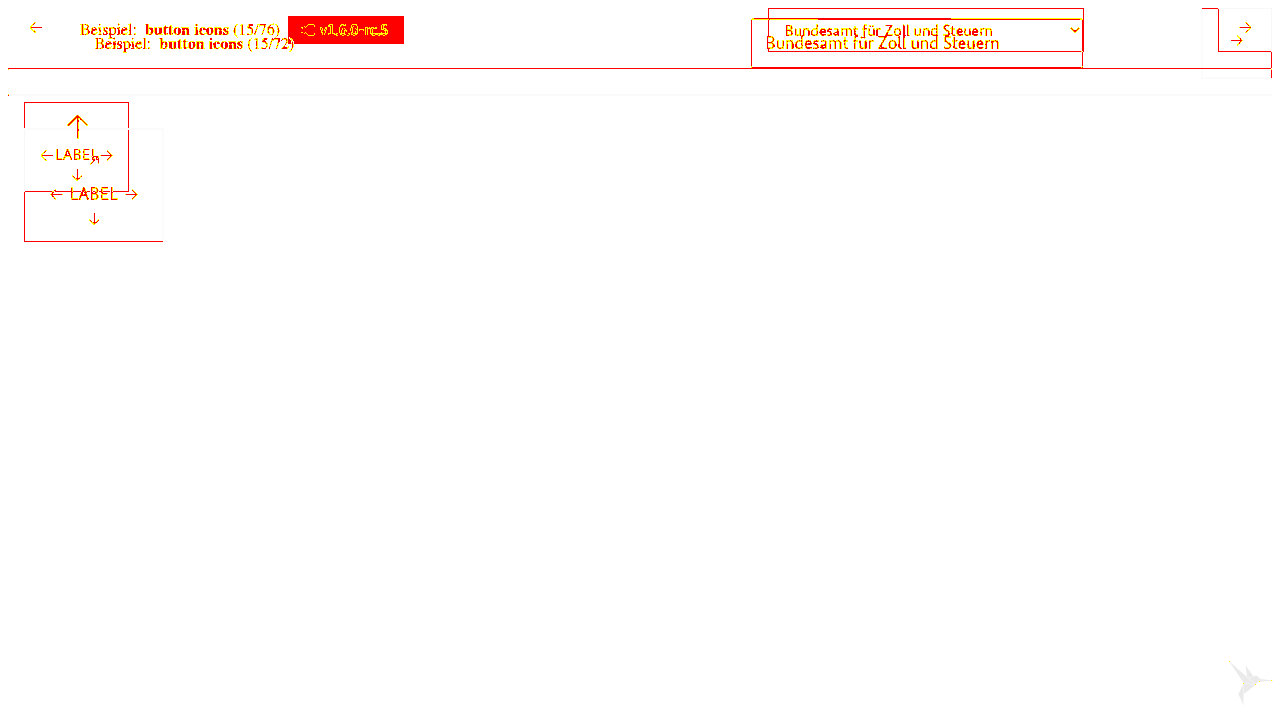 Beispiel: button icons (15/76) v1.6.0-rc.5 Bundesamt für Zoll und Steuern
Beispiel: button icons (15/72) Bundesamt für Zoll und Steuern
LABEL
LABEL